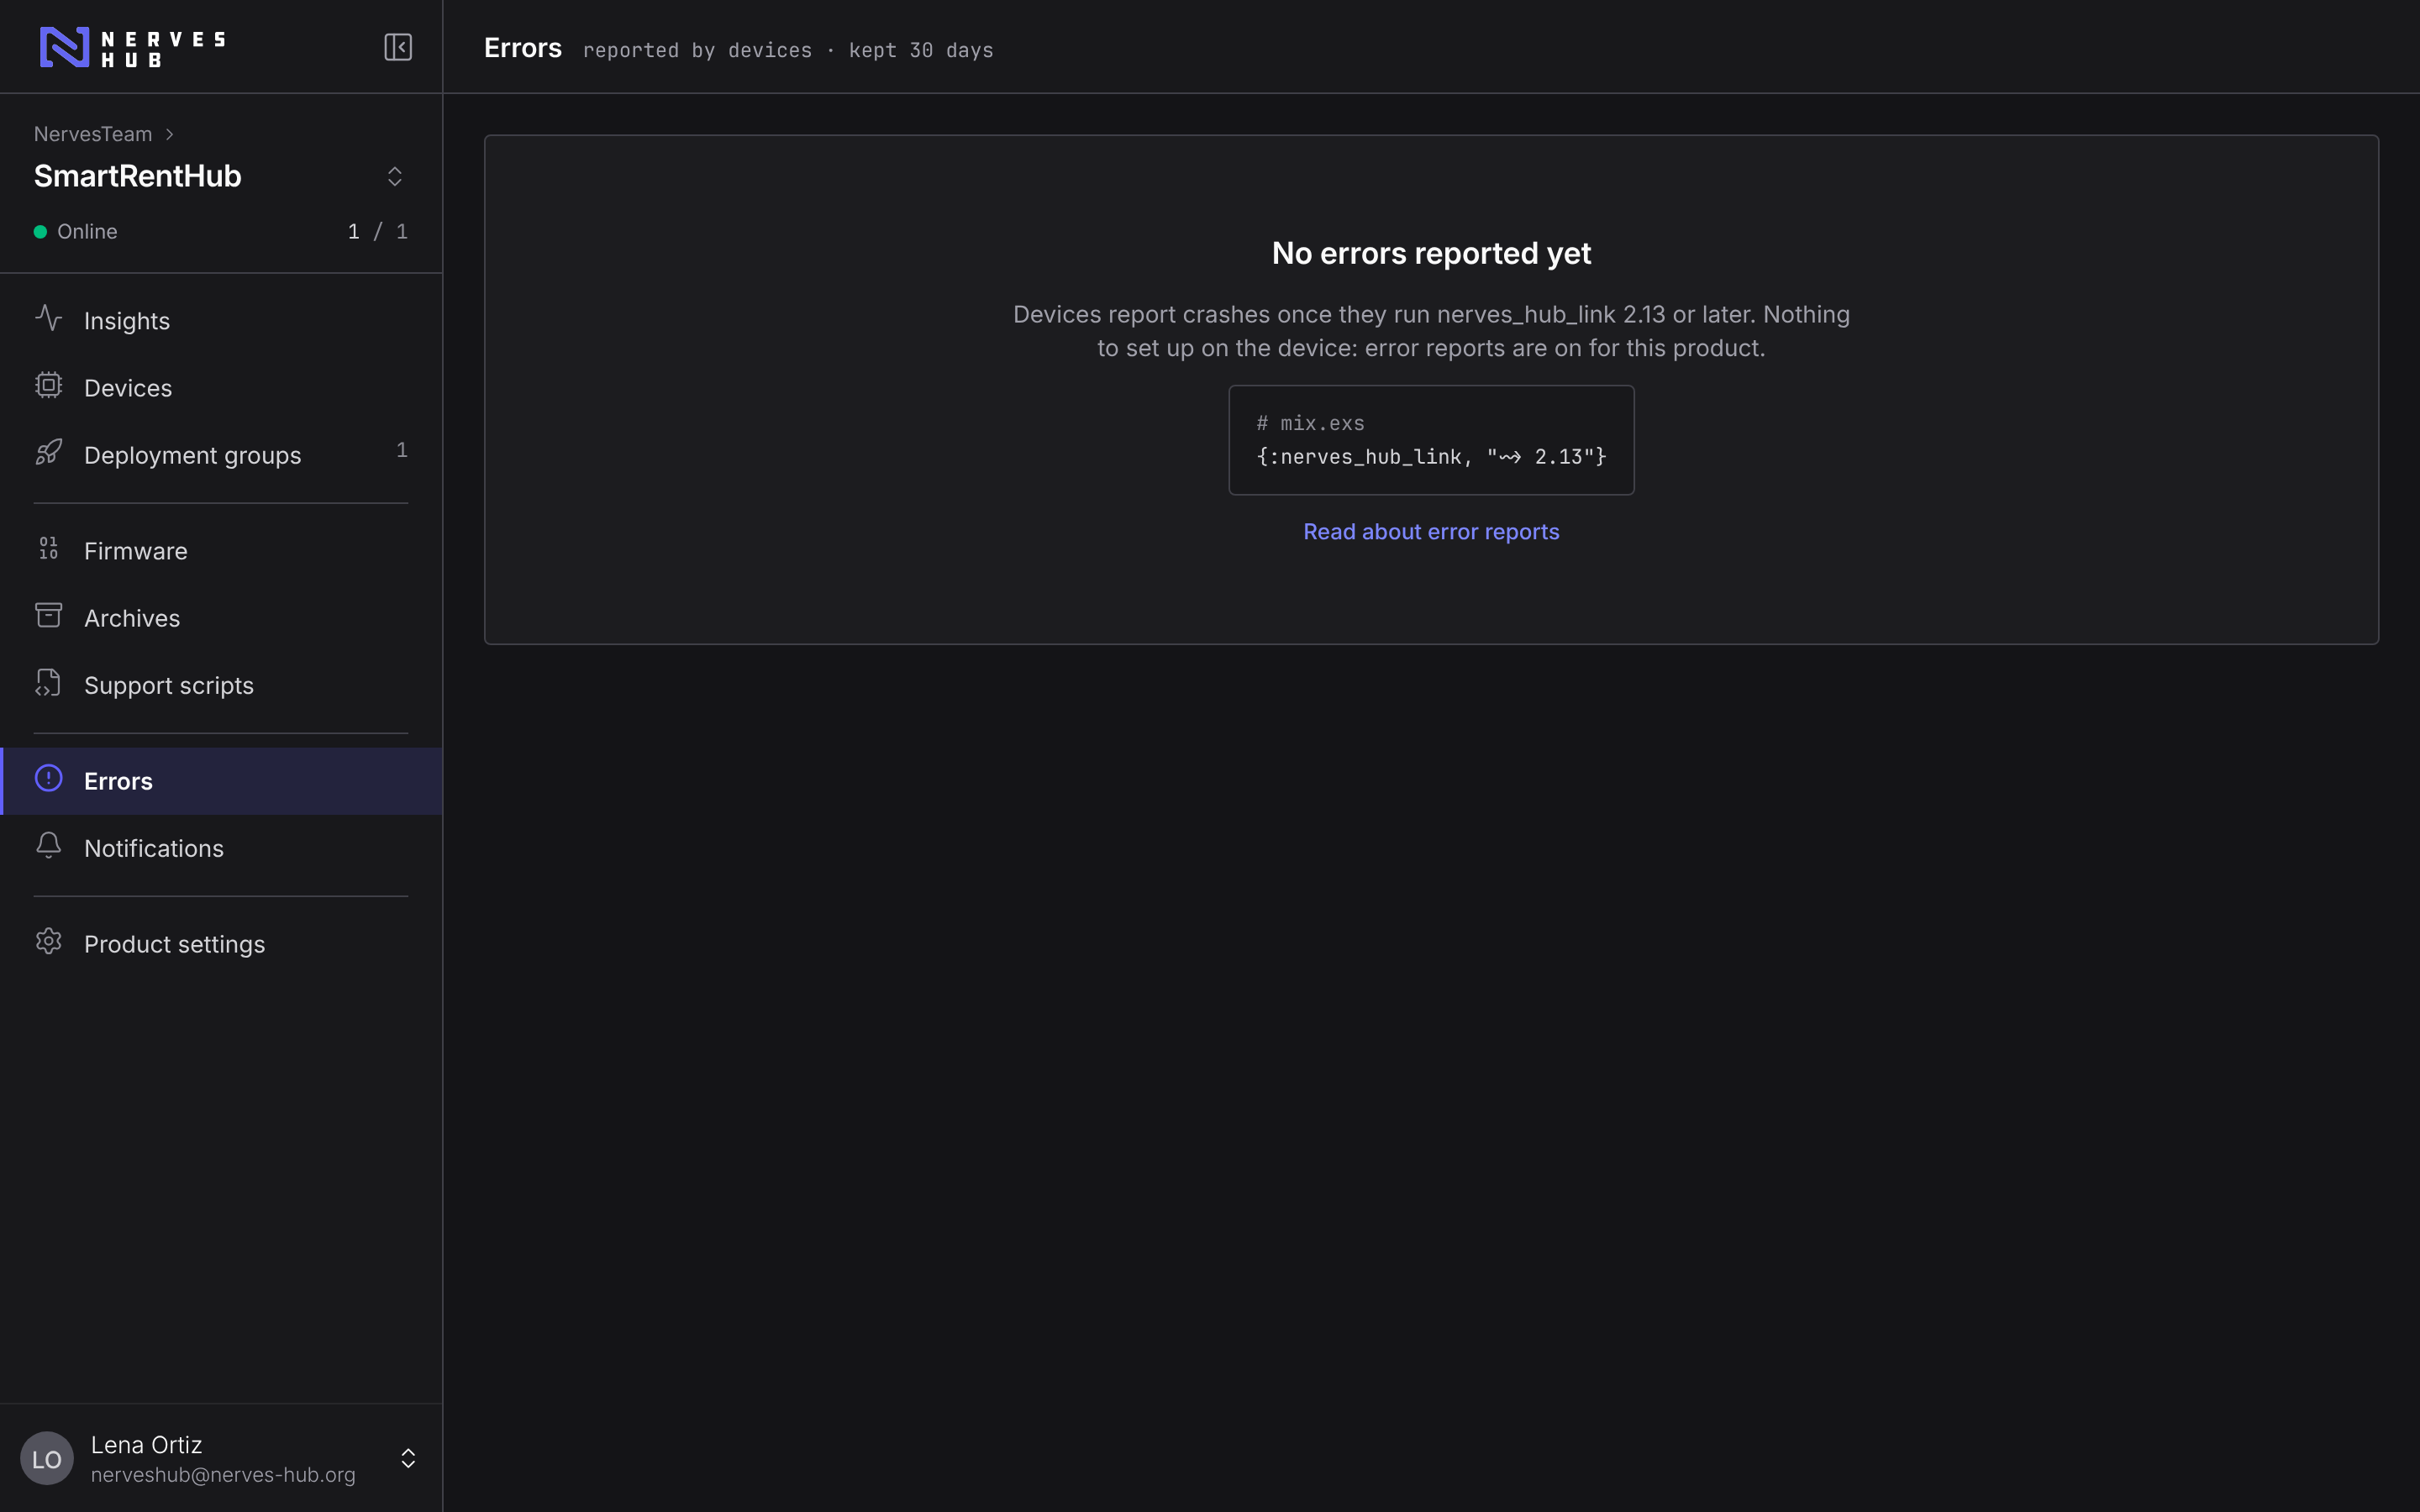 NERVES
HUB
Errors reported by devices · kept 30 days
NervesTeam
SmartRentHub
Online 1 / 1
Insights
Devices
Deployment groups 1
Firmware
Archives
Support scripts
Errors
Notifications
Product settings
Lena Ortiz
LO
nerveshub@nerves-hub.org
No errors reported yet
Devices report crashes once they run nerves_hub_link 2.13 or later. Nothing
to set up on the device: error reports are on for this product.
# mix.exs
{:nerves_hub_link, "~> 2.13"}
Read about error reports